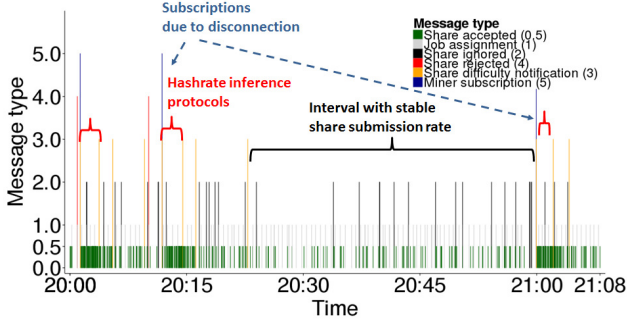 Subscriptions
due to disconnection
Message type
Share accepted (0.5)
Job assignment (1)
Share ignored (2)
Share rejected (4)
Share difficulty notification (3)
Miner subscription (5)
Hashrate inference
protocols
Interval with stable
share submission rate
Message type
5.0
4.0
3.0
2.0
1.0
0.5
0.0
20:00
20:15
20:30
20:45
21:00
21:08
Time